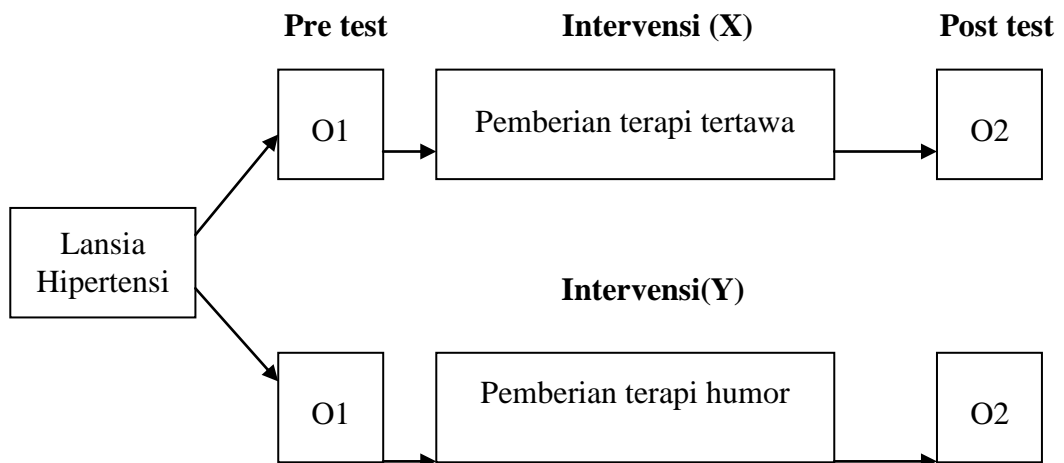 Pre test
Intervensi (X)
Post test
O1
Pemberian terapi tertawa
O2
Lansia
Hipertensi
Intervensi(Y)
O1
Pemberian terapi humor
O2